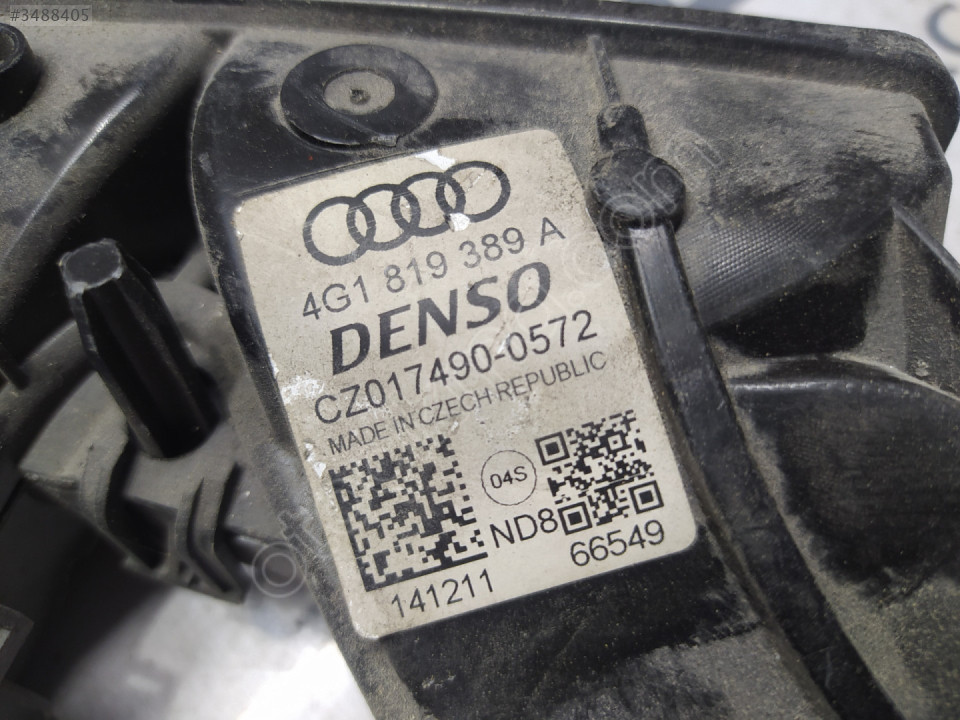 #3488405
4G1 819 389 A
DENSO
CZ017490-0572
MADE IN CZECH REPUBLIC
04S
ND8
141211
66549